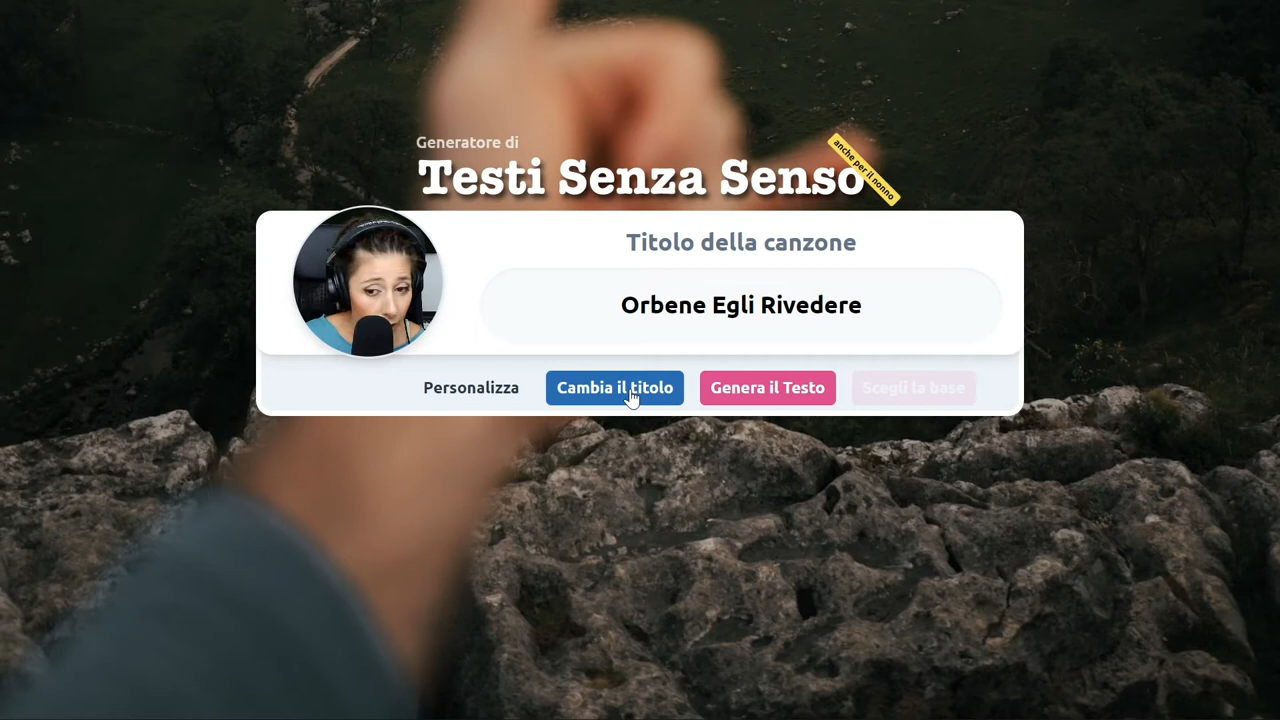 Generatore di
Testi Senza Senso
anche per il nonno
Titolo della canzone
Orbene Egli Rivedere
Personalizza
Cambia il titolo
Genera il Testo
Scegli la base